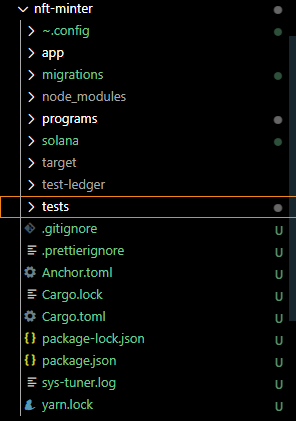 nft-minter
~.config
app
migrations
node_modules
programs
solana
target
test-ledger
tests
.gitignore U
.prettierignore U
Anchor.toml U
Cargo.lock U
Cargo.toml U
package-lock.json U
package.json U
sys-tuner.log U
yarn.lock U